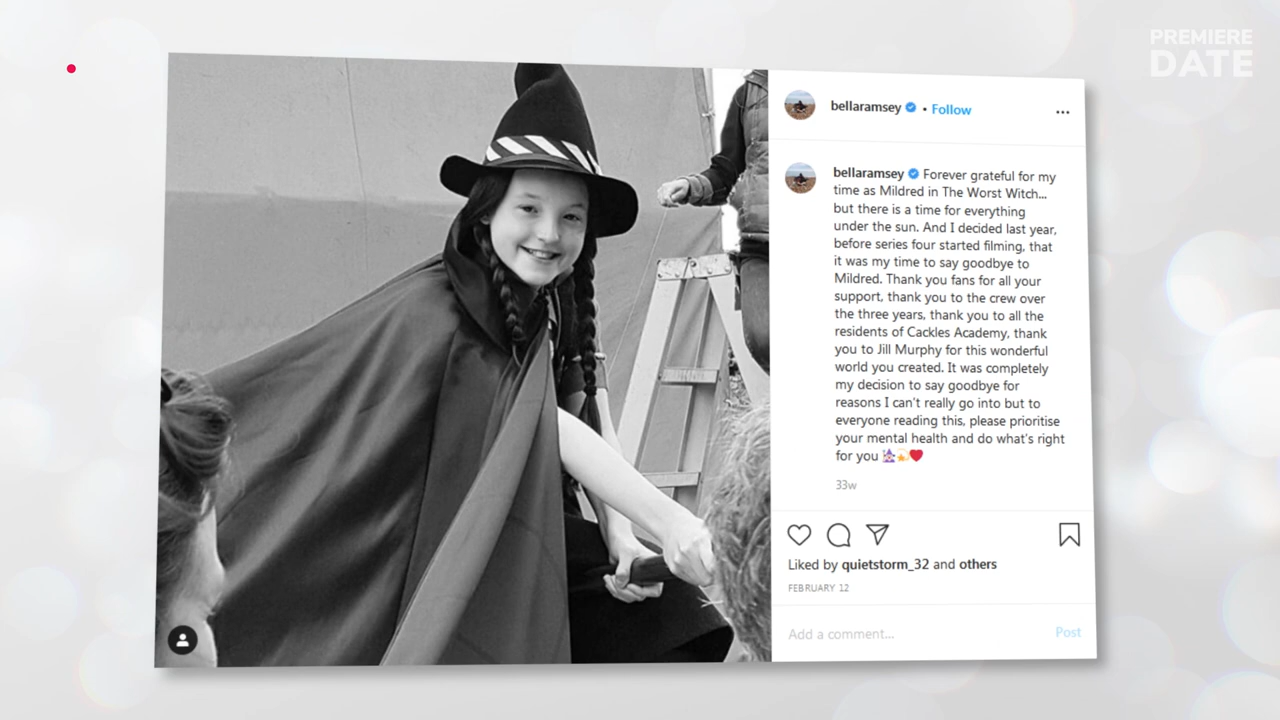 PREMIERE
DATE
bellaramsey • Follow
bellaramsey Forever grateful for my
time as Mildred in The Worst Witch...
but there is a time for everything
under the sun. And I decided last year,
before series four started filming, that
it was my time to say goodbye to
Mildred. Thank you fans for all your
support, thank you to the crew over
the three years, thank you to all the
residents of Cackles Academy, thank
you to Jill Murphy for this wonderful
world you created. It was completely
my decision to say goodbye for
reasons I can't really go into but to
everyone reading this, please prioritise
your mental health and do what's right
for you 🧙‍♀️💫❤️
33w
Liked by quietstorm_32 and others
FEBRUARY 12
Add a comment...
Post